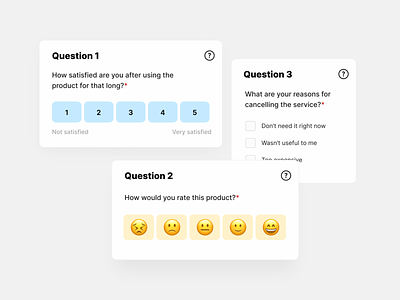 Question 1
?
How satisfied are you after using the
product for that long?*
1 2 3 4 5
Not satisfied Very satisfied
Question 3
?
What are your reasons for
cancelling the service?*
Don't need it right now
Wasn't useful to me
Too expensive
Question 2
?
How would you rate this product?*